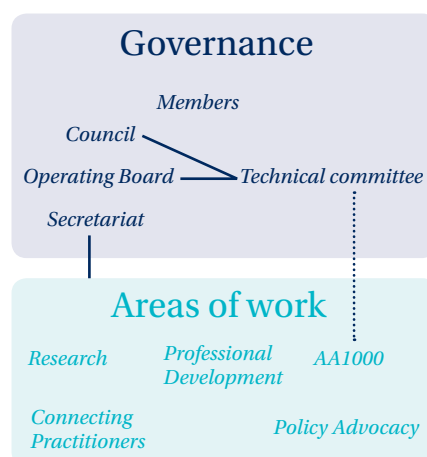 Governance
Members
Council
Operating Board
Technical committee
Secretariat
Areas of work
Research
Professional
Development
AA1000
Connecting
Practitioners
Policy Advocacy